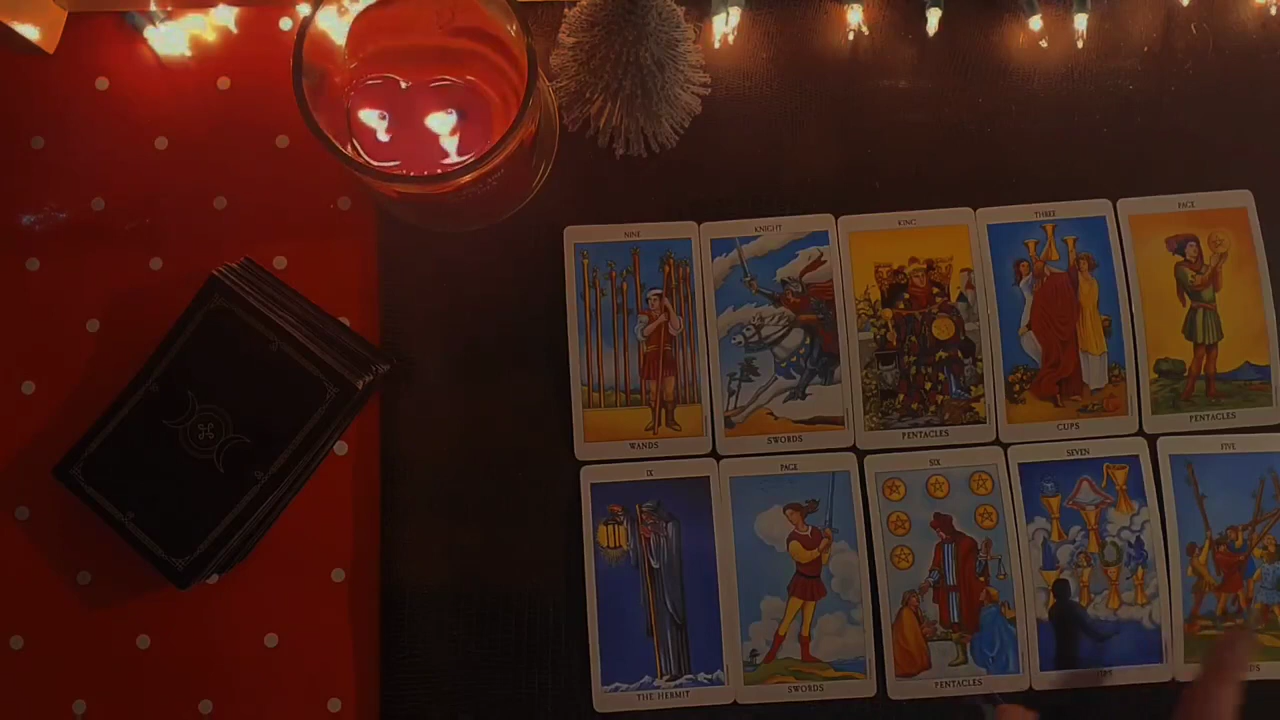 NINE
WANDS
KNIGHT
SWORDS
KING
PENTACLES
THREE
CUPS
PAGE
PENTACLES
IX
THE HERMIT
PAGE
SWORDS
SIX
PENTACLES
SEVEN
FIVE